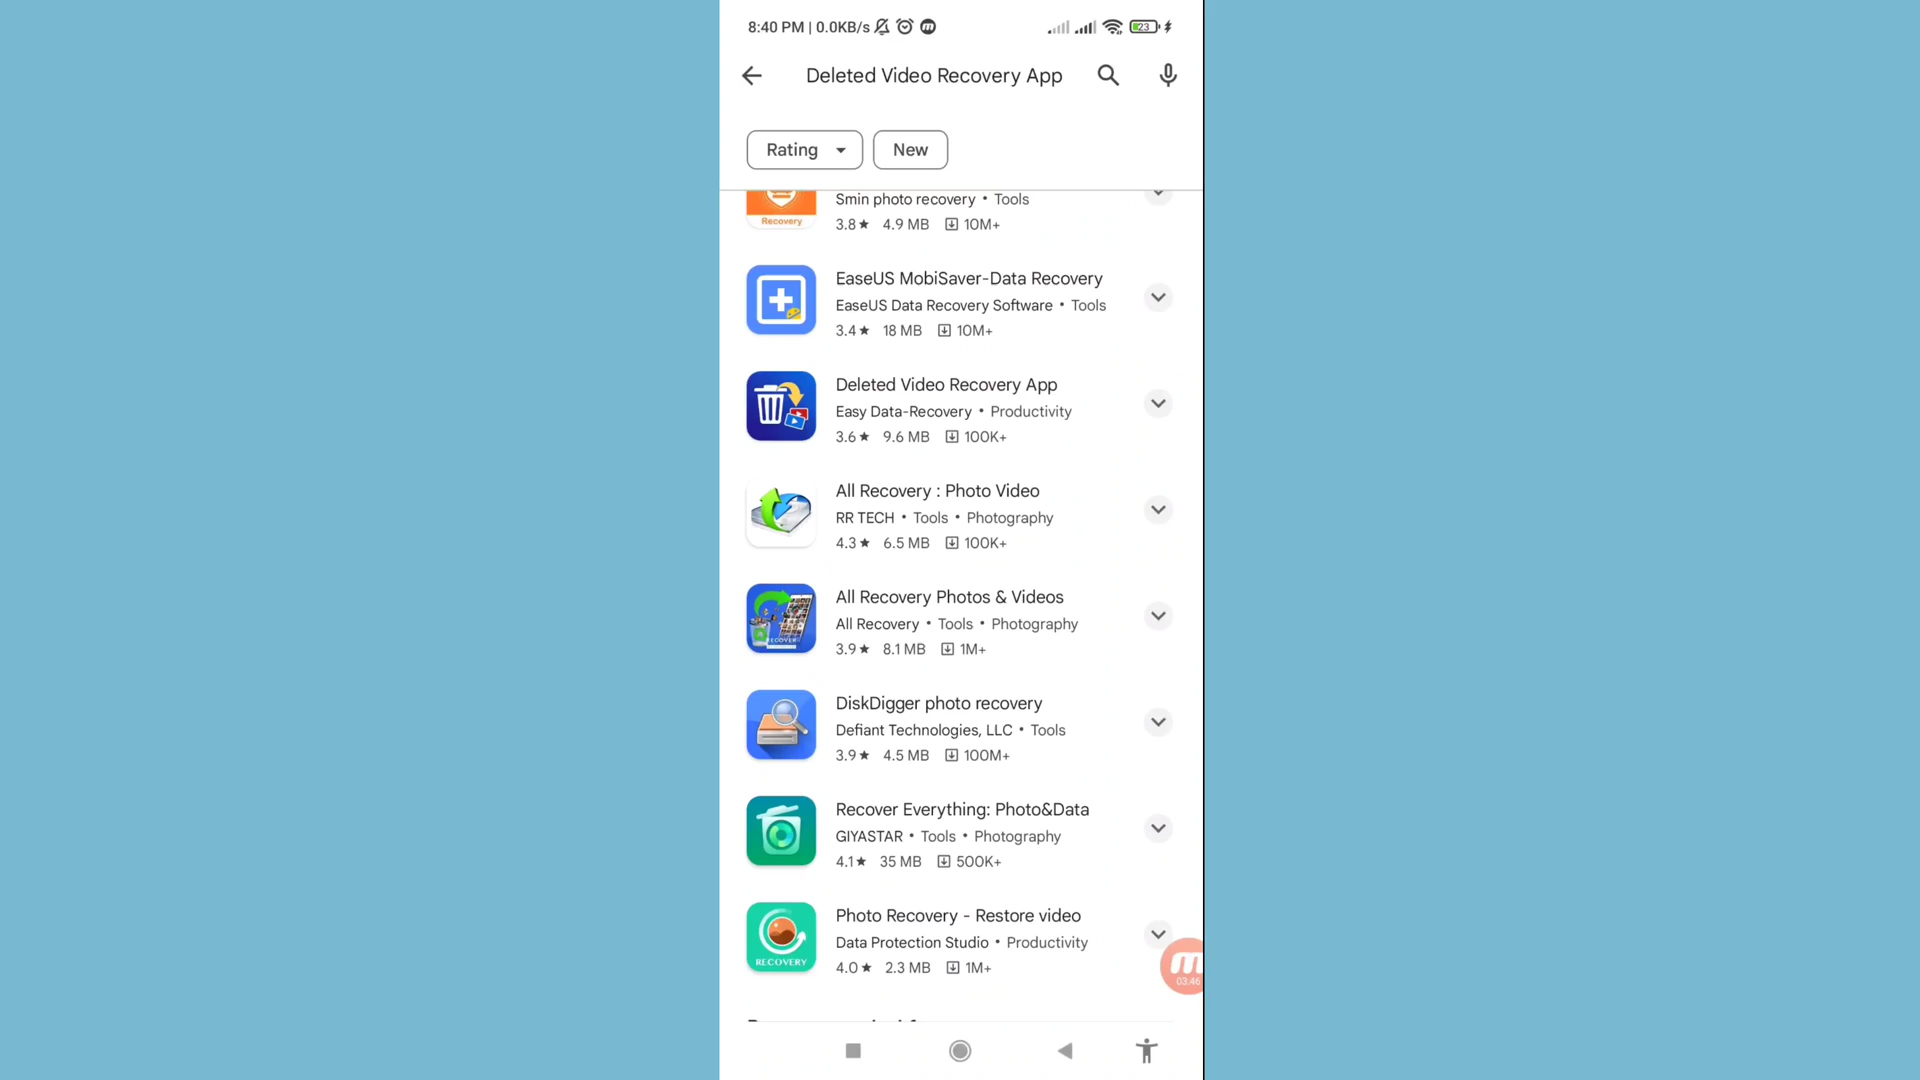 8:40 PM | 0.0KB/s
23
Deleted Video Recovery App
Rating
New
Recovery
Smin photo recovery • Tools
3.8★ 4.9 MB 10M+
EaseUS MobiSaver-Data Recovery
EaseUS Data Recovery Software • Tools
3.4★ 18 MB 10M+
Deleted Video Recovery App
Easy Data-Recovery • Productivity
3.6★ 9.6 MB 100K+
All Recovery : Photo Video
RR TECH • Tools • Photography
4.3★ 6.5 MB 100K+
RECOVER
All Recovery Photos & Videos
All Recovery • Tools • Photography
3.9★ 8.1 MB 1M+
DiskDigger photo recovery
Defiant Technologies, LLC • Tools
3.9★ 4.5 MB 100M+
Recover Everything: Photo&Data
GIYASTAR • Tools • Photography
4.1★ 35 MB 500K+
RECOVERY
Photo Recovery - Restore video
Data Protection Studio • Productivity
4.0★ 2.3 MB 1M+
03:46